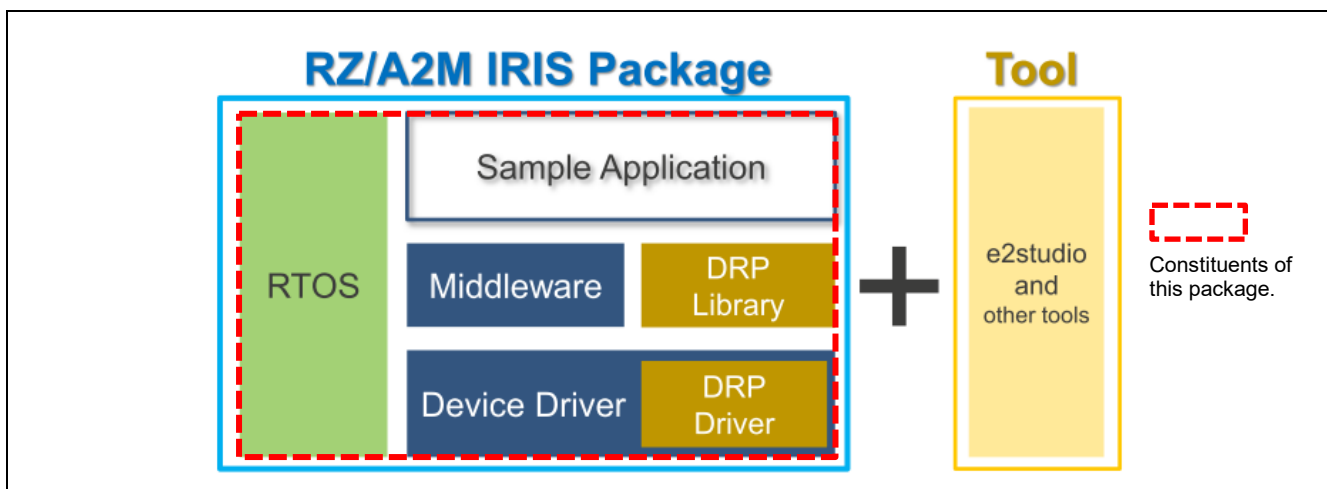 RZ/A2M IRIS Package
Tool
Sample Application
RTOS
Middleware
DRP
Library
Device Driver
DRP
Driver
+
e2studio
and
other tools
Constituents of
this package.